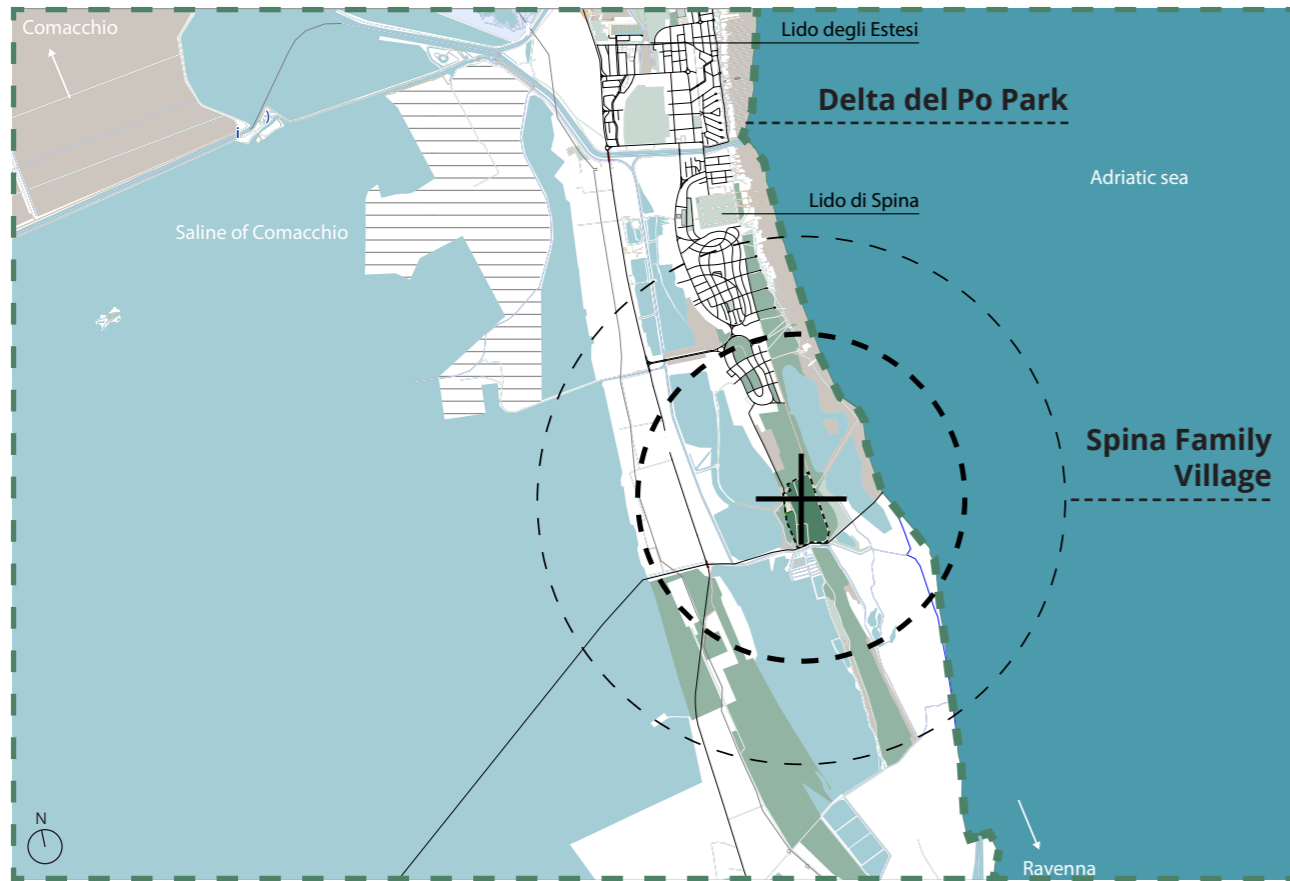 Comacchio
Lido degli Estesi
Delta del Po Park
Adriatic sea
Lido di Spina
Saline of Comacchio
Spina Family
Village
N
Ravenna